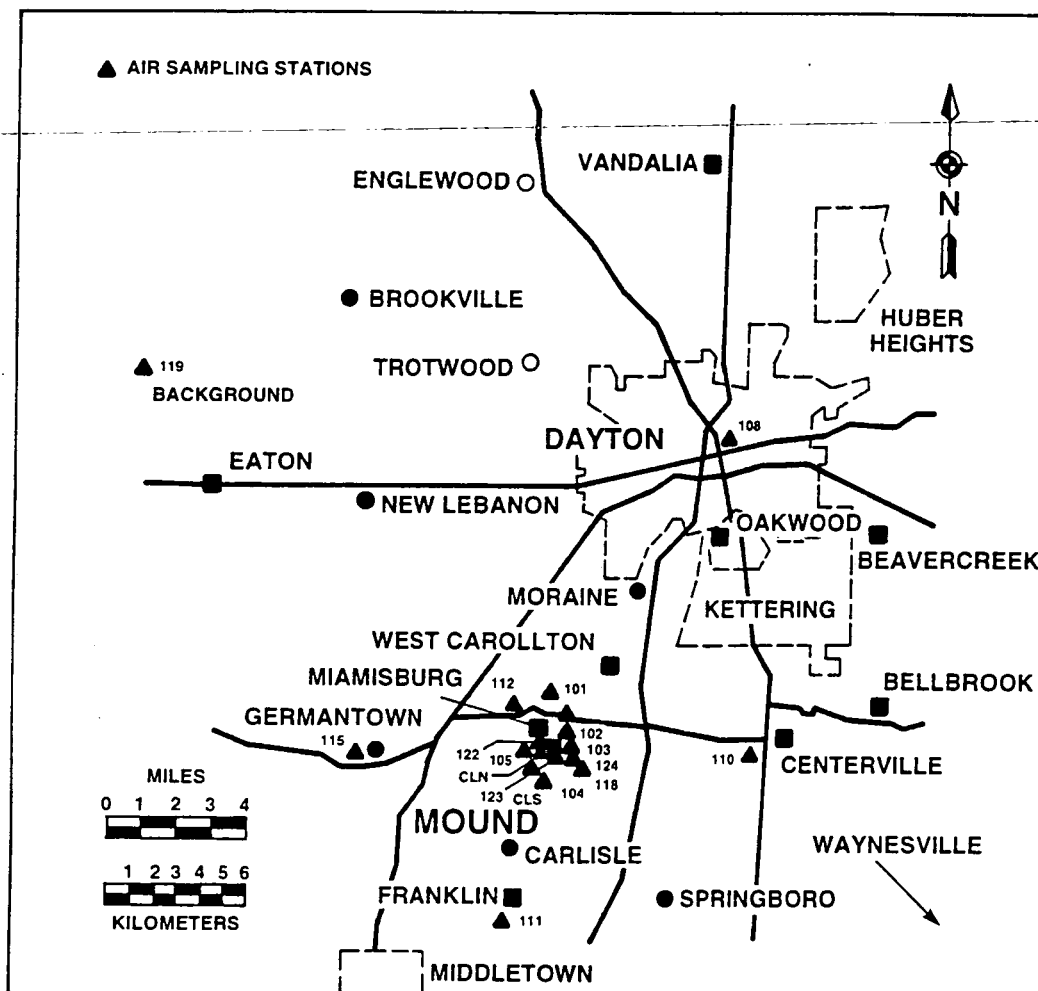 AIR SAMPLING STATIONS
VANDALIA
ENGLEWOOD
N
BROOKVILLE
HUBER
HEIGHTS
TROTWOOD
119
BACKGROUND
108
DAYTON
EATON
NEW LEBANON
OAKWOOD
BEAVERCREEK
MORAINE
KETTERING
WEST CAROLLTON
MIAMISBURG
112
101
BELLBROOK
GERMANTOWN
102
115
122
103
105
124
110
CENTERVILLE
CLN
118
123
CLS
104
MILES
0 1 2 3 4
MOUND
WAYNESVILLE
CARLISLE
1 2 3 4 5 6
KILOMETERS
FRANKLIN
SPRINGBORO
111
MIDDLETOWN